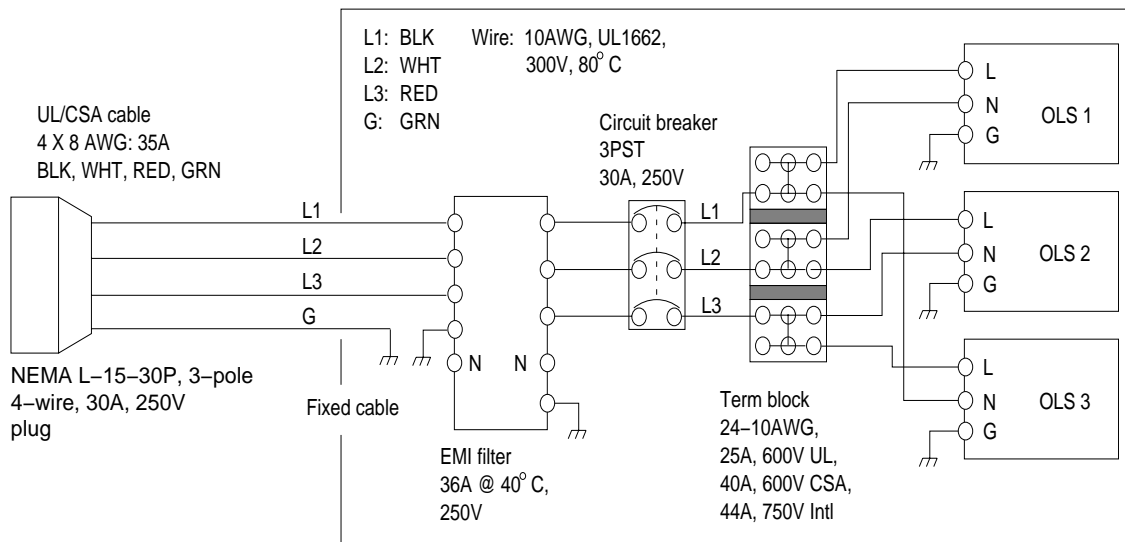 L1: BLK
L2: WHT
L3: RED
G: GRN
Wire: 10AWG, UL1662,
300V, 80° C
UL/CSA cable
4 X 8 AWG: 35A
BLK, WHT, RED, GRN
L1
L2
L3
G
NEMA L–15–30P, 3–pole
4–wire, 30A, 250V
plug
Fixed cable
N N
EMI filter
36A @ 40° C,
250V
Circuit breaker
3PST
30A, 250V
L1
L2
L3
Term block
24–10AWG,
25A, 600V UL,
40A, 600V CSA,
44A, 750V Intl
L
N
G
OLS 1
L
N
G
OLS 2
L
N
G
OLS 3